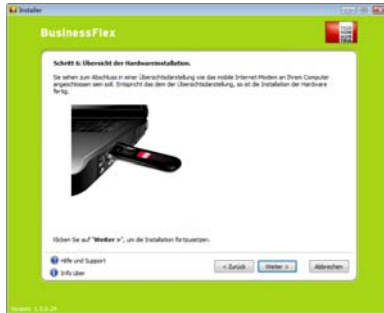 Installer
BusinessFlex
Schritt 6: Übersicht der Hardwareinstallation.
Sie sehen zum Abschluss in einer Übersichtsdarstellung wie das mobile Internet-Modem an Ihrem Computer
angeschlossen sein soll. Entspricht das dem der Übersichtsdarstellung, so ist die Installation der Hardware
fertig.
Klicken Sie auf "Weiter >", um die Installation fortzusetzen.
Hilfe und Support
Info über
< Zurück
Weiter >
Abbrechen